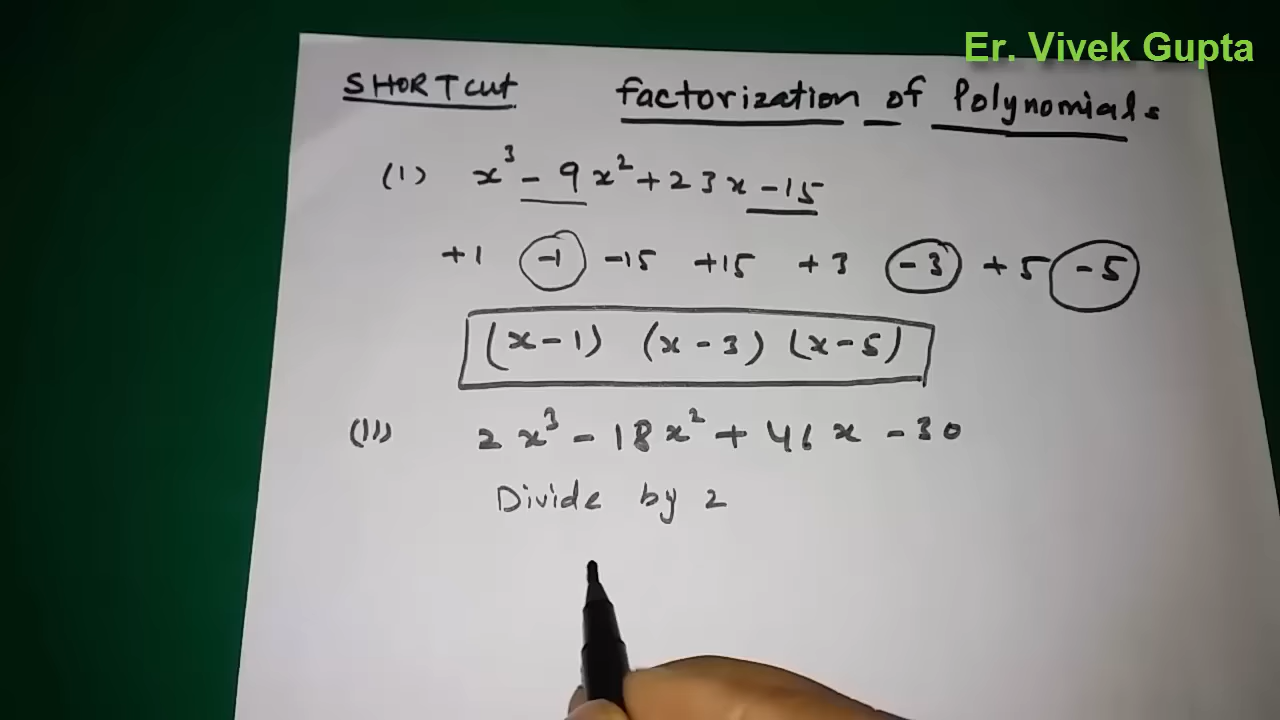 Er. Vivek Gupta
SHORTcut factorization of Polynomials
(1) x³ - 9x² + 23x - 15
+1 -1 -15 +15 +3 -3 +5 -5
(x-1) (x-3) (x-5)
(11) 2x³ - 18x² + 46x - 30
Divide by 2